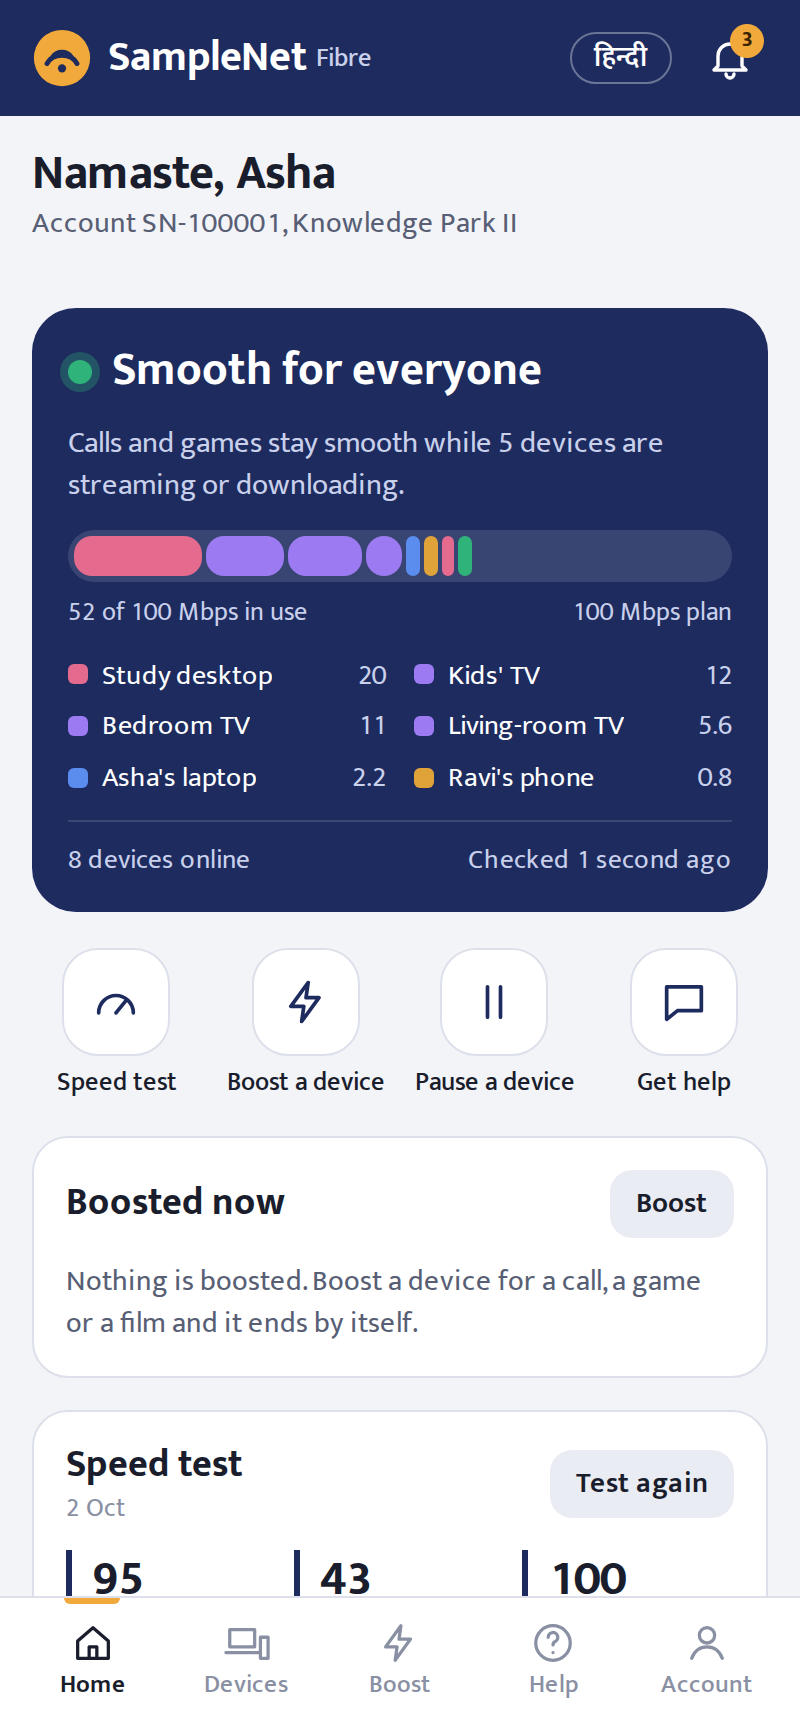 SampleNet Fibre
हिन्दी
3
Namaste, Asha
Account SN-100001, Knowledge Park II
Smooth for everyone
Calls and games stay smooth while 5 devices are
streaming or downloading.
52 of 100 Mbps in use
100 Mbps plan
Study desktop 20
Kids' TV 12
Bedroom TV 11
Living-room TV 5.6
Asha's laptop 2.2
Ravi's phone 0.8
8 devices online
Checked 1 second ago
Speed test
Boost a device
Pause a device
Get help
Boosted now
Boost
Nothing is boosted. Boost a device for a call, a game
or a film and it ends by itself.
Speed test
2 Oct
Test again
95
43
100
Home
Devices
Boost
Help
Account